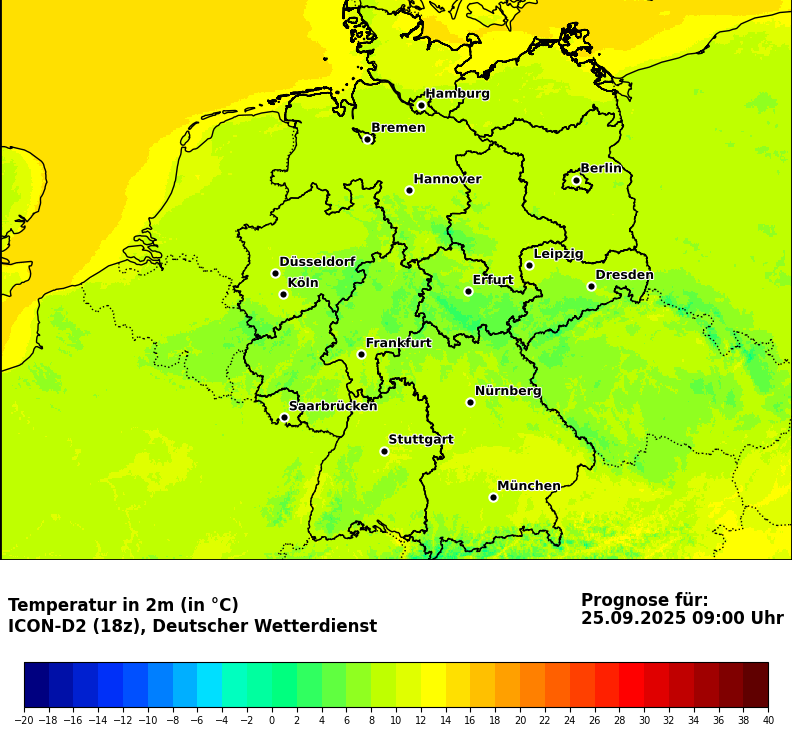 Hamburg
Bremen
Berlin
Hannover
Leipzig
Düsseldorf
Dresden
Köln
Erfurt
Frankfurt
Nürnberg
Saarbrücken
Stuttgart
München
Temperatur in 2m (in °C)
ICON-D2 (18z), Deutscher Wetterdienst
Prognose für:
25.09.2025 09:00 Uhr
−20 −18 −16 −14 −12 −10 −8 −6 −4 −2 0 2 4 6 8 10 12 14 16 18 20 22 24 26 28 30 32 34 36 38 40